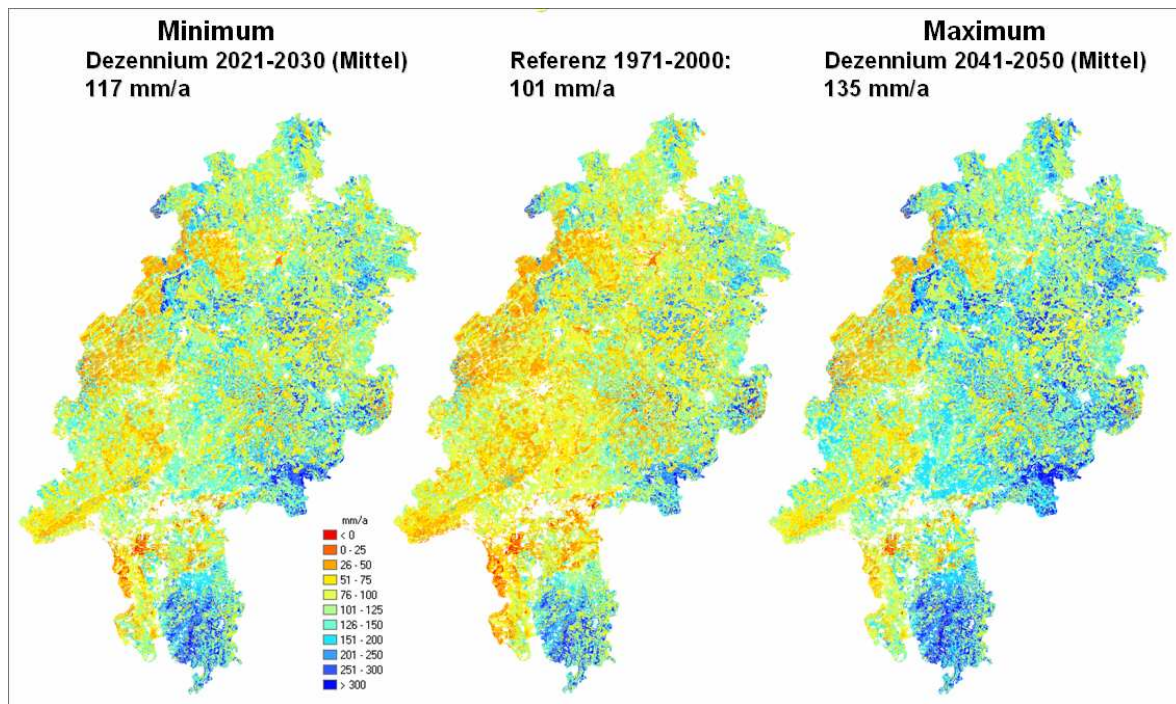 Minimum
Dezennium 2021-2030 (Mittel)
117 mm/a
Referenz 1971-2000:
101 mm/a
Maximum
Dezennium 2041-2050 (Mittel)
135 mm/a
mm/a
< 0
0 - 25
26 - 50
51 - 75
76 - 100
101 - 125
126 - 150
151 - 200
201 - 250
251 - 300
> 300